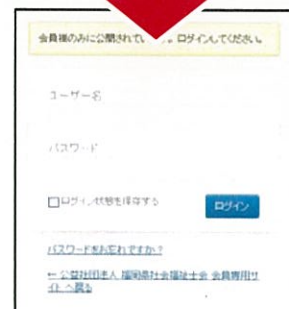 会員様のみに公開されて。ログインしてください。
ユーザー名
パスワード
ログイン状態を保存する
ログイン
パスワードをお忘れですか？
← 公益社団法人 福岡県社会福祉士会 会員専用サ
イト へ戻る